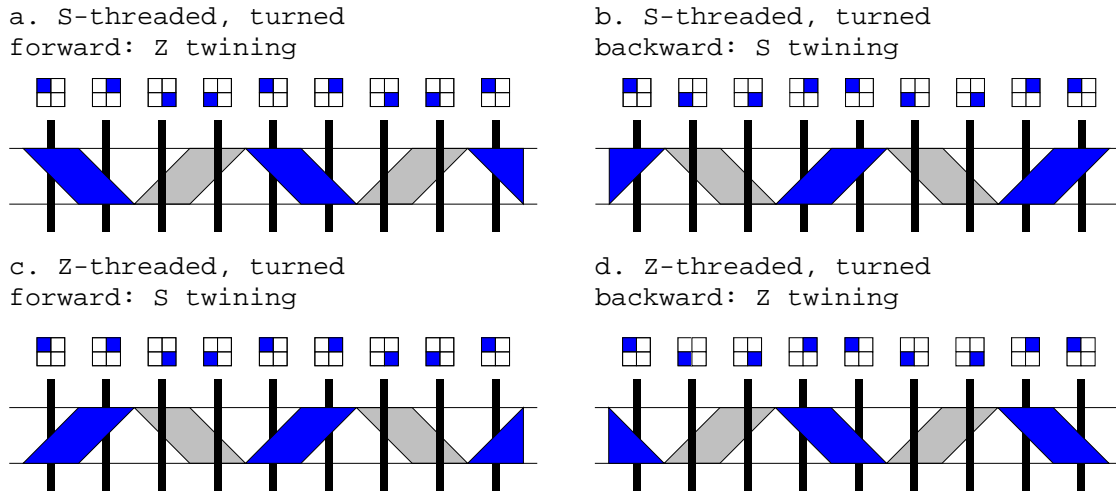 a. S-threaded, turned
forward: Z twining
b. S-threaded, turned
backward: S twining
c. Z-threaded, turned
forward: S twining
d. Z-threaded, turned
backward: Z twining